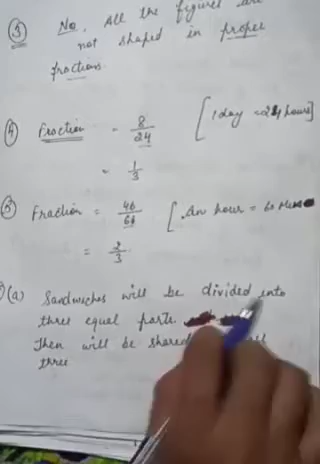 ③ No, All the figures are
not shaped in proper
fractions.
④ Fraction = 8/24 [1 day = 24 hours]
= 1/3
⑤ Fraction = 40/60 [An hour = 60
= 2/3
(a) Sandwiches will be divided into
three equal parts.
Then will be shared
three